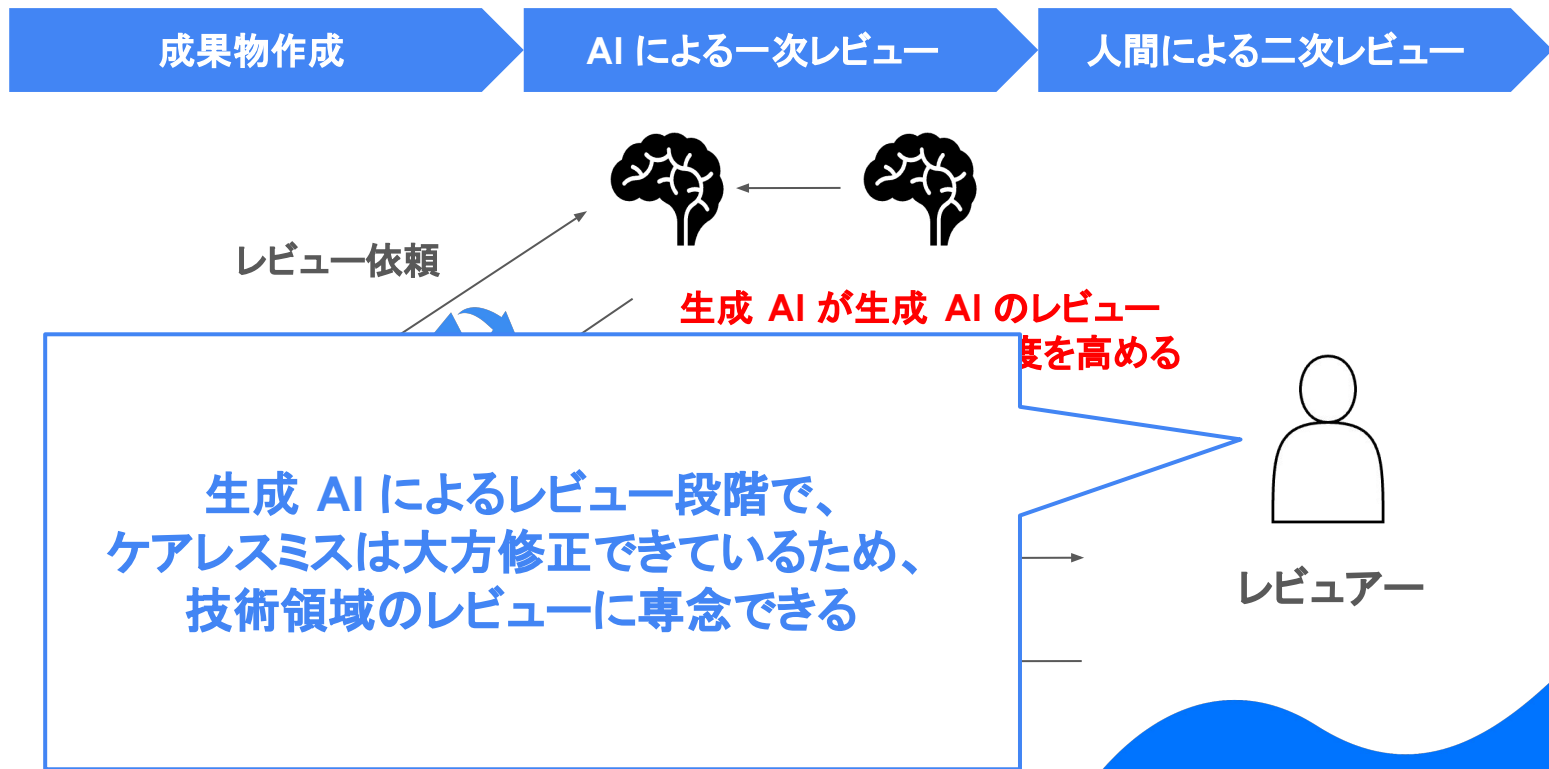 成果物作成
AI による一次レビュー
人間による二次レビュー
レビュー依頼
生成 AI が生成 AI のレビュー
度を高める
生成 AI によるレビュー段階で、
ケアレスミスは大方修正できているため、
技術領域のレビューに専念できる
レビュアー